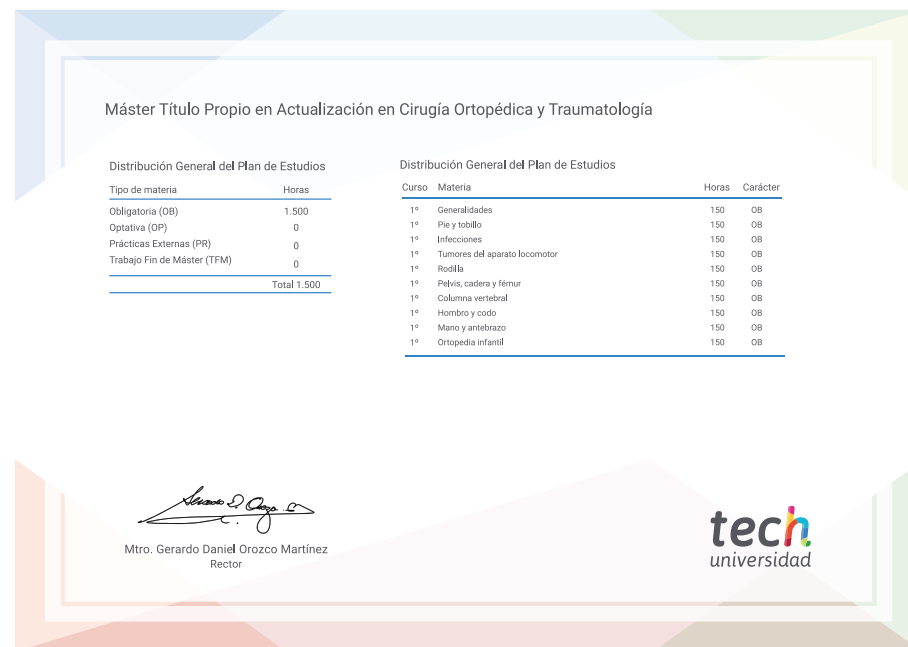 Máster Título Propio en Actualización en Cirugía Ortopédica y Traumatología
Distribución General del Plan de Estudios
Tipo de materia Horas
Obligatoria (OB) 1.500
Optativa (OP) 0
Prácticas Externas (PR) 0
Trabajo Fin de Máster (TFM) 0
Total 1.500
Distribución General del Plan de Estudios
Curso Materia Horas Carácter
1º Generalidades 150 OB
1º Pie y tobillo 150 OB
1º Infecciones 150 OB
1º Tumores del aparato locomotor 150 OB
1º Rodilla 150 OB
1º Pelvis, cadera y fémur 150 OB
1º Columna vertebral 150 OB
1º Hombro y codo 150 OB
1º Mano y antebrazo 150 OB
1º Ortopedia infantil 150 OB
Mtro. Gerardo Daniel Orozco Martínez
Rector
tech
universidad